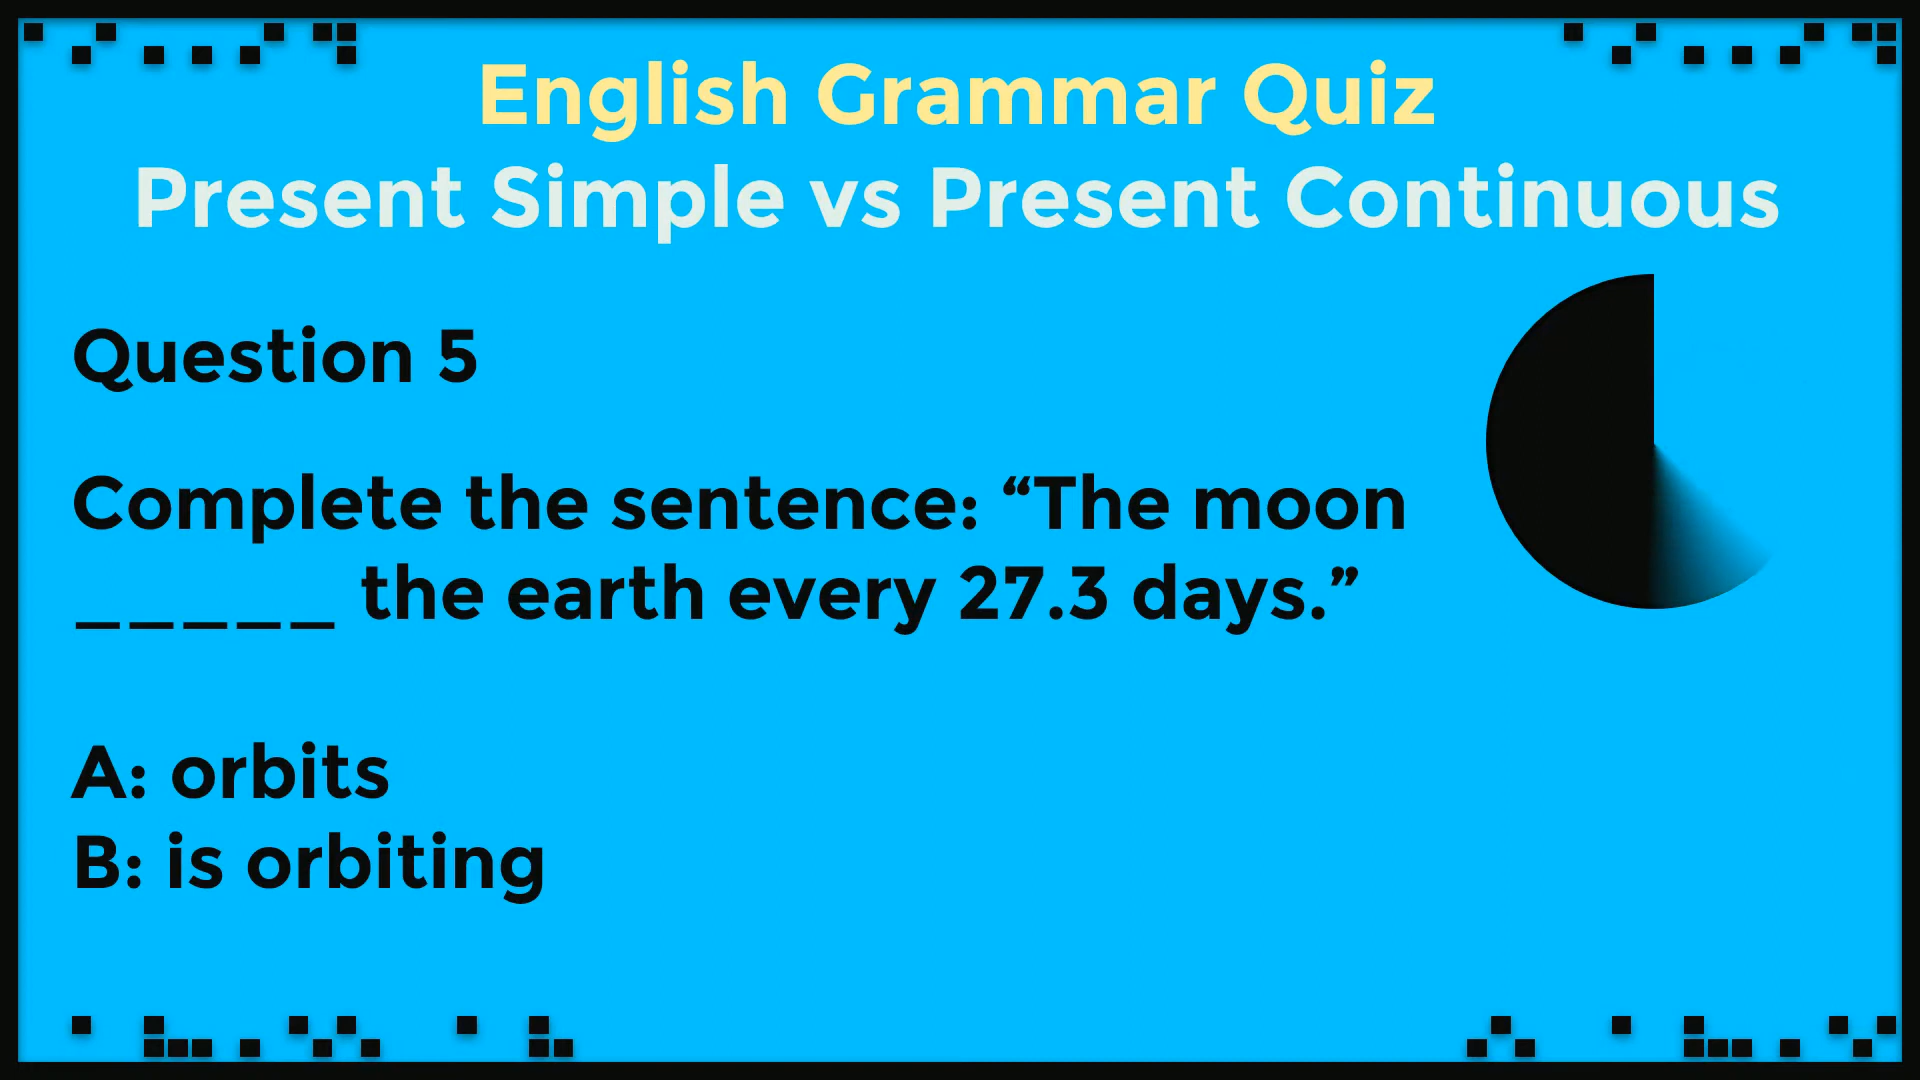 English Grammar Quiz
Present Simple vs Present Continuous
Question 5
Complete the sentence: “The moon
_____ the earth every 27.3 days.”
A: orbits
B: is orbiting